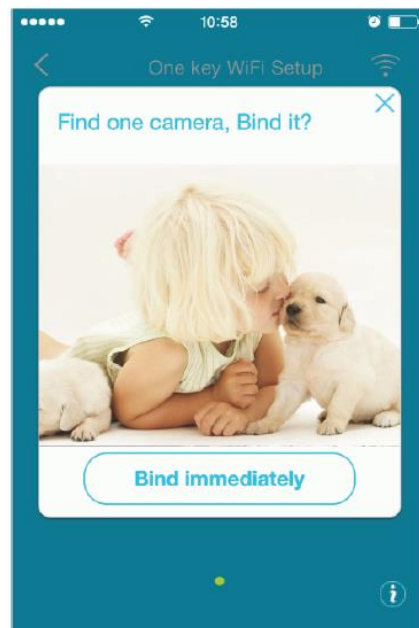 10:58
One key WiFi Setup
Find one camera, Bind it?
Bind immediately